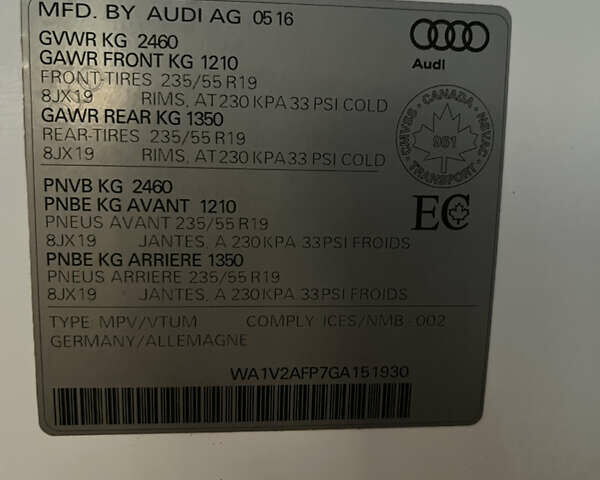 MFD. BY AUDI AG 05 16
GVWR KG 2460
GAWR FRONT KG 1210
FRONT-TIRES 235/55 R19
8JX19 RIMS, AT 230 KPA 33 PSI COLD
GAWR REAR KG 1350
REAR-TIRES 235/55 R19
8JX19 RIMS, AT 230 KPA 33 PSI COLD
Audi
CANADA
CMVSS NSVAC
961
TRANSPORT
PNVB KG 2460
PNBE KG AVANT 1210
PNEUS AVANT 235/55 R19
8JX19 JANTES, A 230 KPA 33 PSI FROIDS
PNBE KG ARRIERE 1350
PNEUS ARRIERE 235/55 R19
8JX19 JANTES, A 230 KPA 33 PSI FROIDS
EC
TYPE: MPV/VTUM COMPLY ICES/NMB-002
GERMANY/ALLEMAGNE
WA1V2AFP7GA151930